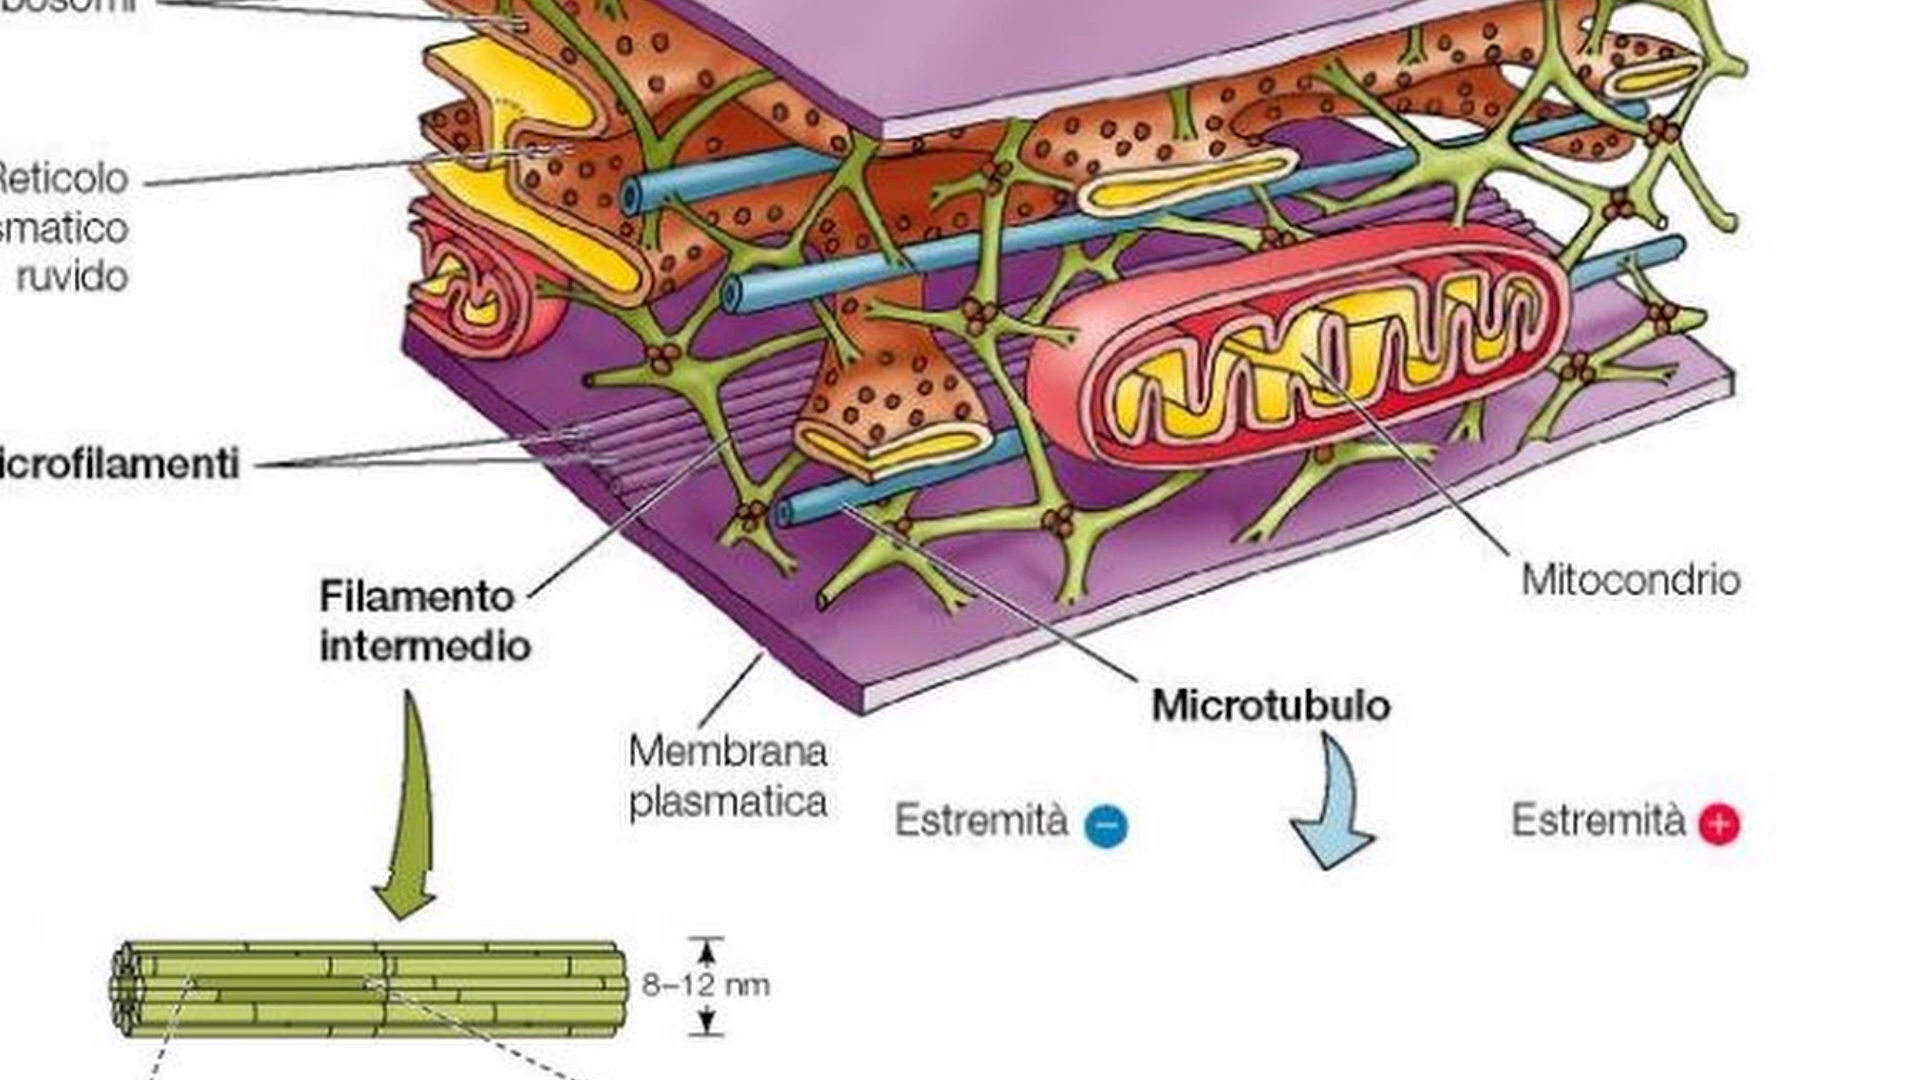 bosomi
Reticolo
smatico
ruvido
icrofilamenti
Filamento
intermedio
Membrana
plasmatica
Mitocondrio
Microtubulo
Estremità −
Estremità +
8–12 nm